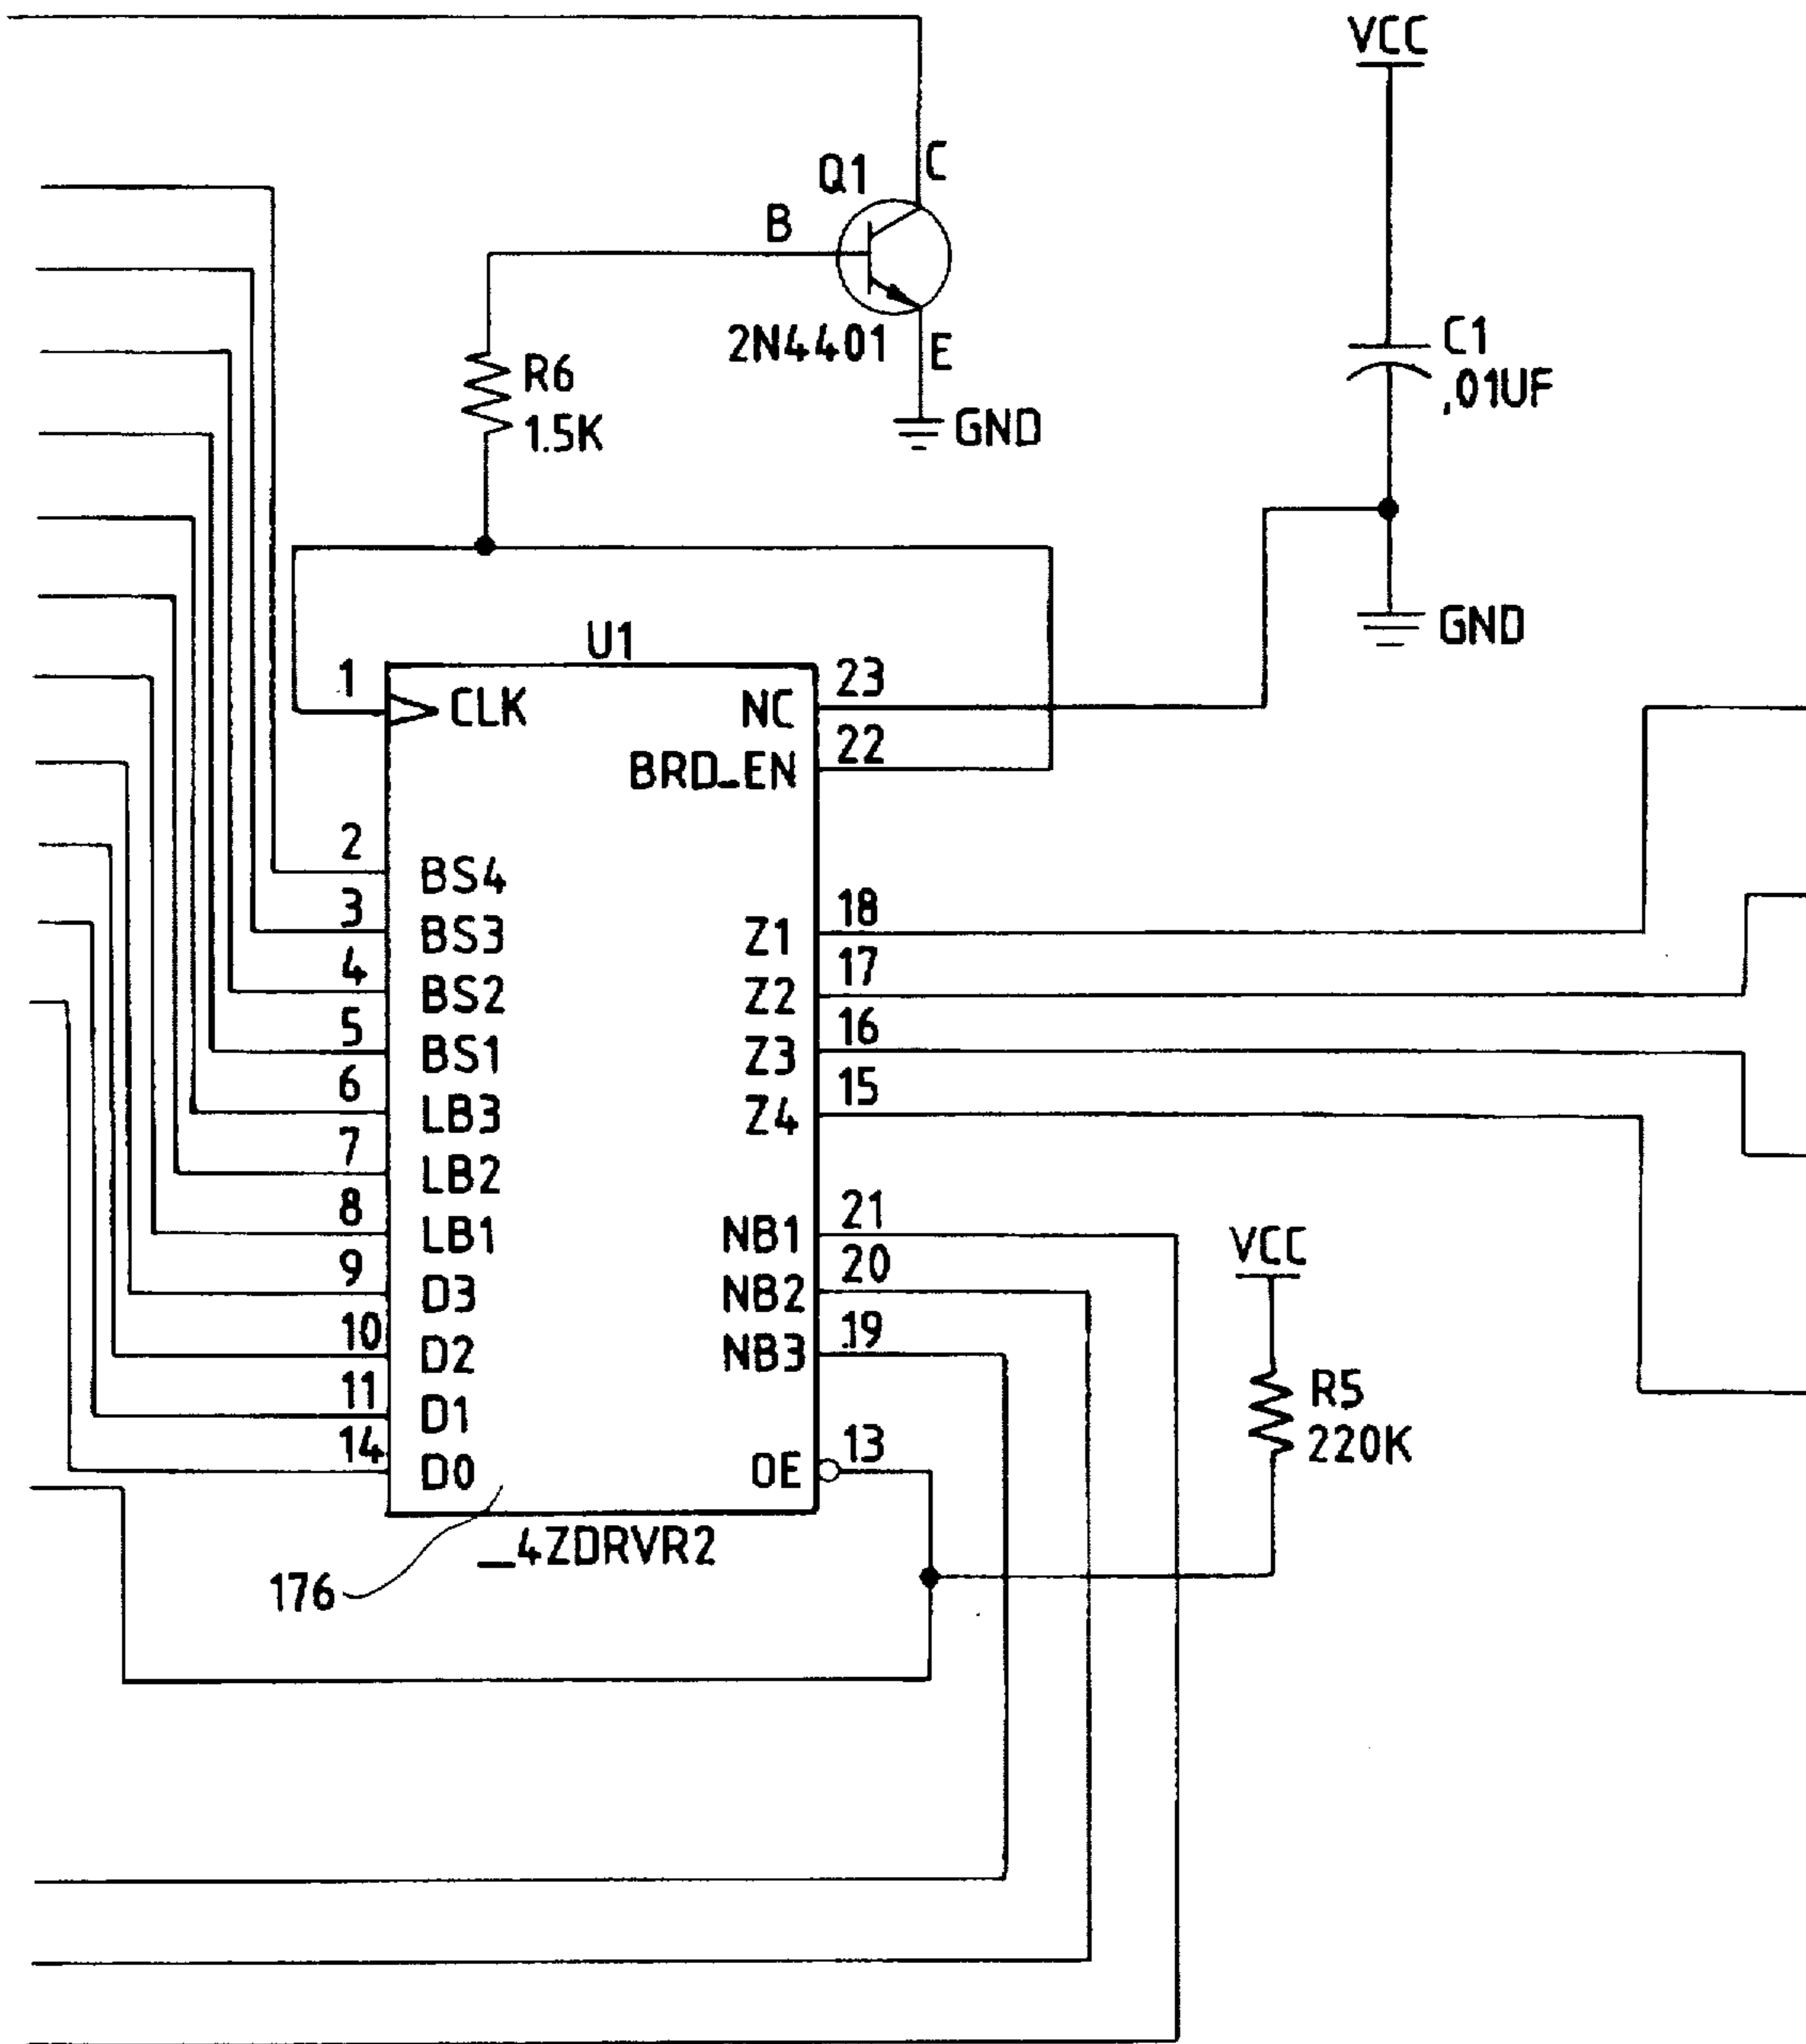 VCC
Q1
C
B
2N4401
E
GND
R6
1.5K
C1
.01UF
GND
U1
1
CLK
23
NC
22
BRD_EN
2
BS4
3
BS3
18
Z1
4
BS2
17
Z2
5
BS1
16
Z3
6
LB3
15
Z4
7
LB2
8
LB1
21
NB1
VCC
9
D3
20
NB2
10
D2
19
NB3
11
D1
R5
220K
14
D0
13
OE
_4ZDRVR2
176